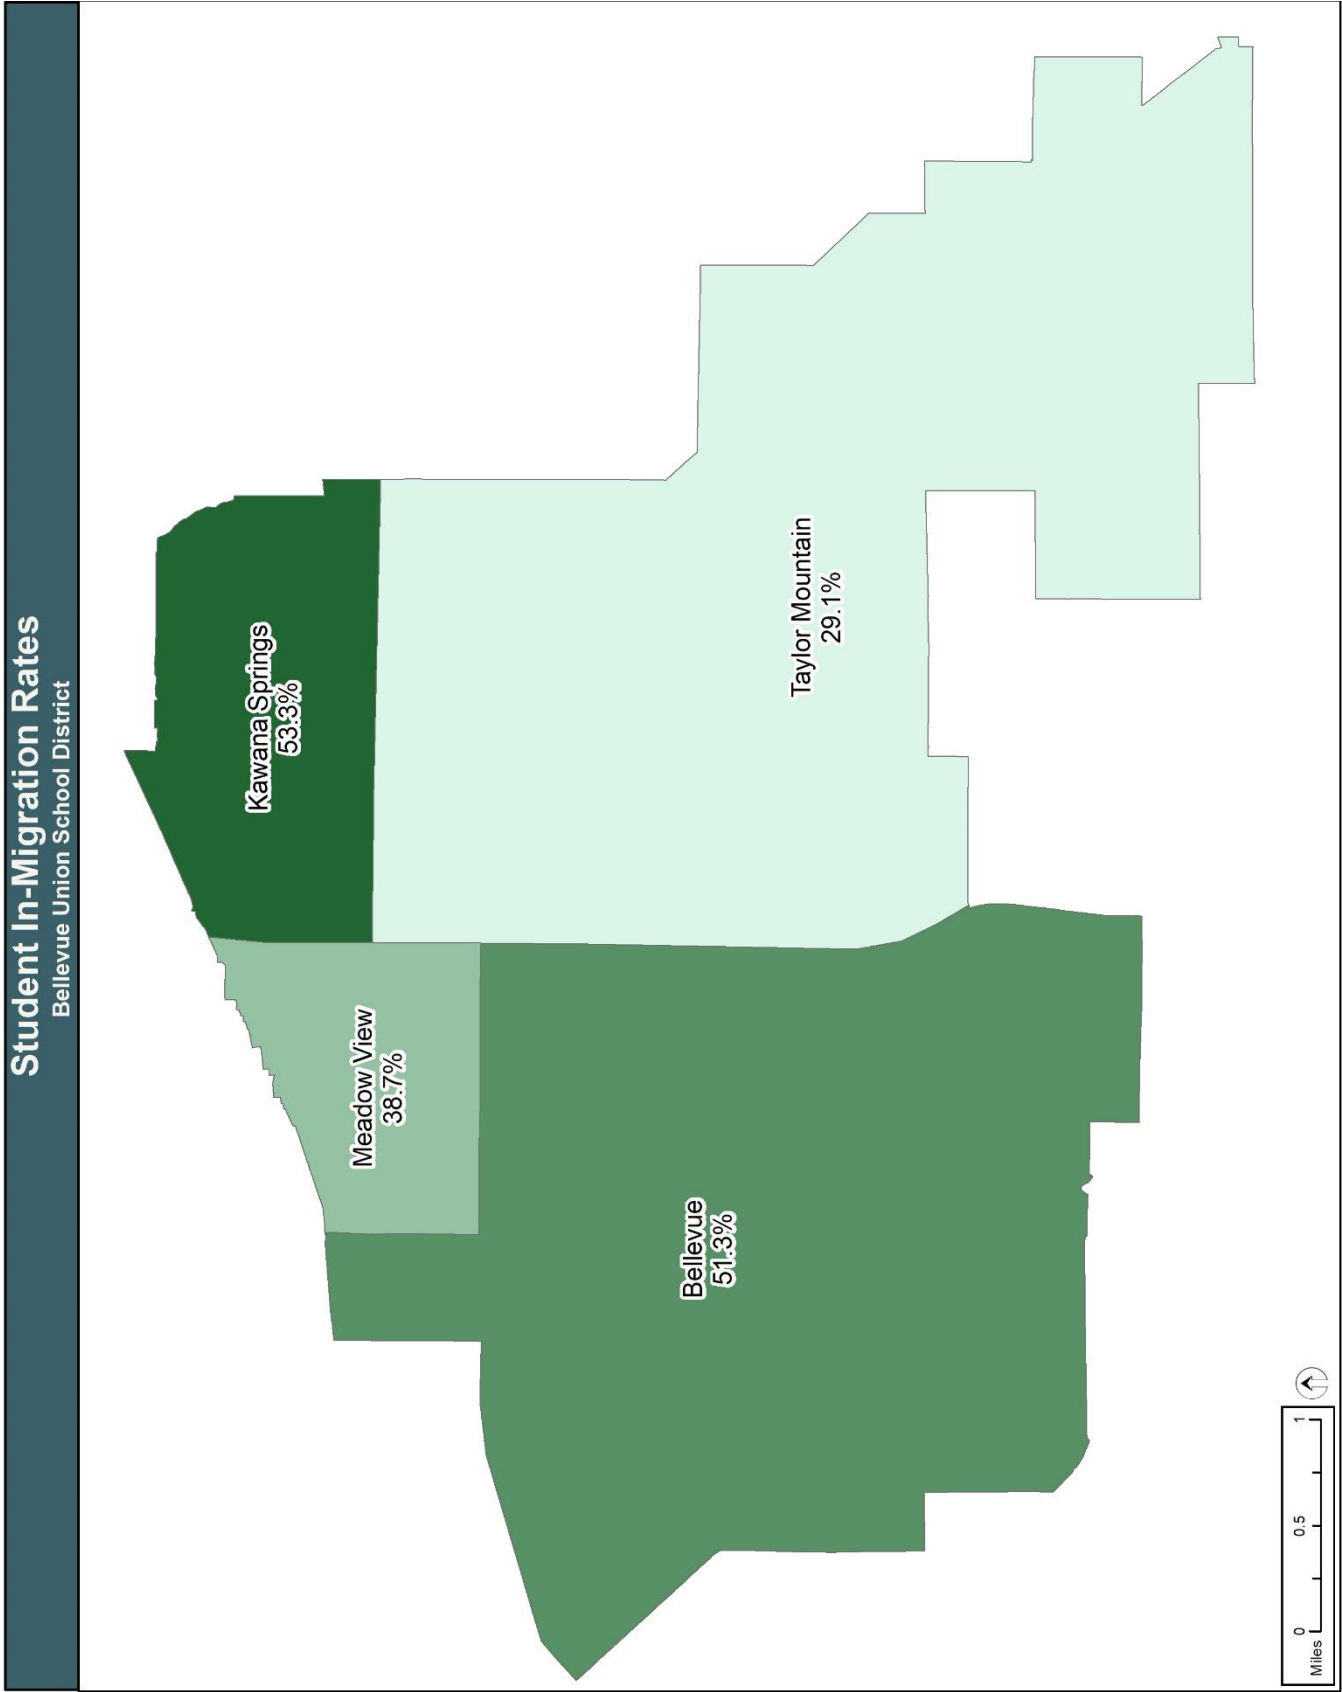 Student In-Migration Rates
Bellevue Union School District
Kawana Springs
53.3%
Meadow View
38.7%
Taylor Mountain
29.1%
Bellevue
51.3%
Miles
0
0.5
1